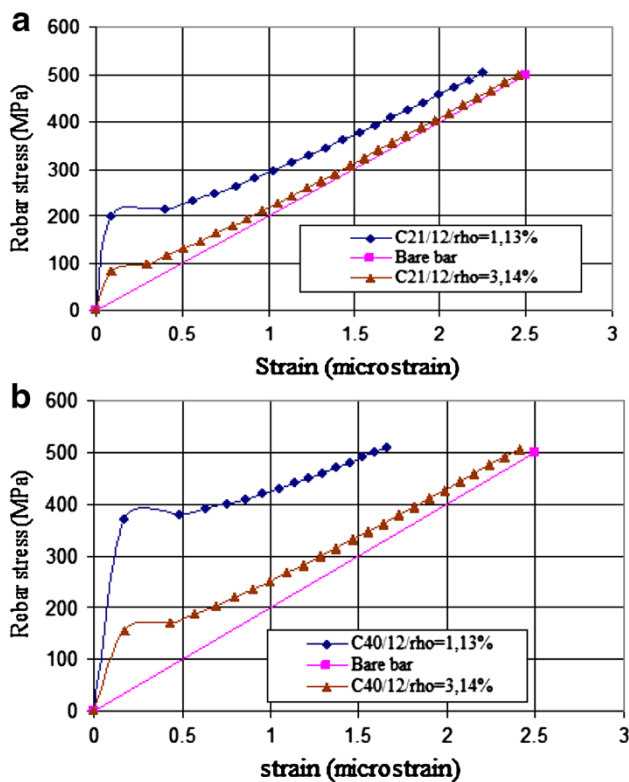 a
600
500
400
300
200
100
0
Rebar stress (MPa)
C21/12/rho=1,13%
Bare bar
C21/12/rho=3,14%
0 0.5 1 1.5 2 2.5 3
Strain (microstrain)
b
600
500
400
300
200
100
0
Rebar stress (MPa)
C40/12/rho=1,13%
Bare bar
C40/12/rho=3,14%
0 0.5 1 1.5 2 2.5 3
strain (microstrain)